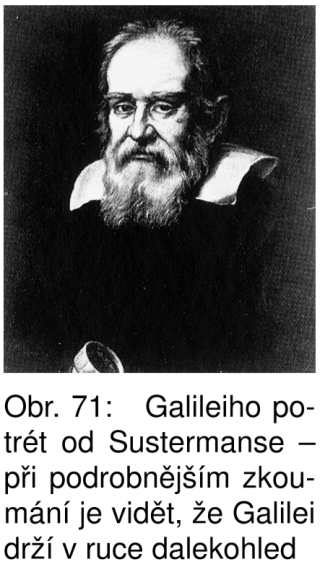 Obr. 71: Galileiho po-
trét od Sustermanse –
při podrobnějším zkou-
mání je vidět, že Galilei
drží v ruce dalekohled